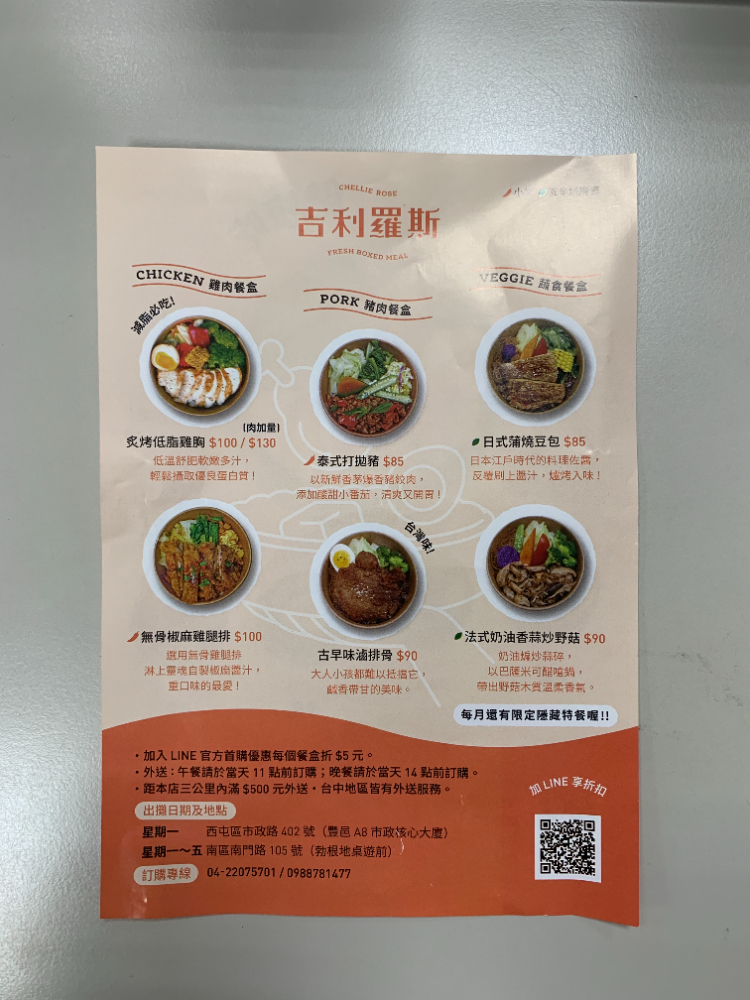 CHELLIE ROSE
吉利羅斯
FRESH BOXED MEAL
CHICKEN 雞肉餐盒
減脂必吃!
(肉加量)
炙烤低脂雞胸 $100 / $130
低溫舒肥軟嫩多汁，
輕鬆攝取優良蛋白質！
無骨椒麻雞腿排 $100
選用無骨雞腿排
淋上靈魂自製椒麻醬汁，
重口味的最愛！
PORK 豬肉餐盒
泰式打拋豬 $85
以新鮮香茅爆香豬絞肉，
添加酸甜小番茄，清爽又開胃！
台灣味!
古早味滷排骨 $90
大人小孩都難以抵擋它，
鹹香帶甘的美味。
VEGGIE 蔬食餐盒
日式蒲燒豆包 $85
日本江戶時代的料理佐醬，
反覆刷上醬汁，爐烤入味！
法式奶油香蒜炒野菇 $90
奶油煸炒蒜碎，
以巴薩米可醋嗆鍋，
帶出野菇木質溫柔香氣。
每月還有限定隱藏特餐喔!!
・加入 LINE 官方首購優惠每個餐盒折 $5 元。
・外送：午餐請於當天 11 點前訂購；晚餐請於當天 14 點前訂購。
・距本店三公里內滿 $500 元外送。台中地區皆有外送服務。
出攤日期及地點
星期一 西屯區市政路 402 號（豐邑 A8 市政核心大廈）
星期一～五 南區南門路 105 號（勃根地桌遊前）
訂購專線 04-22075701 / 0988781477
加 LINE 享折扣